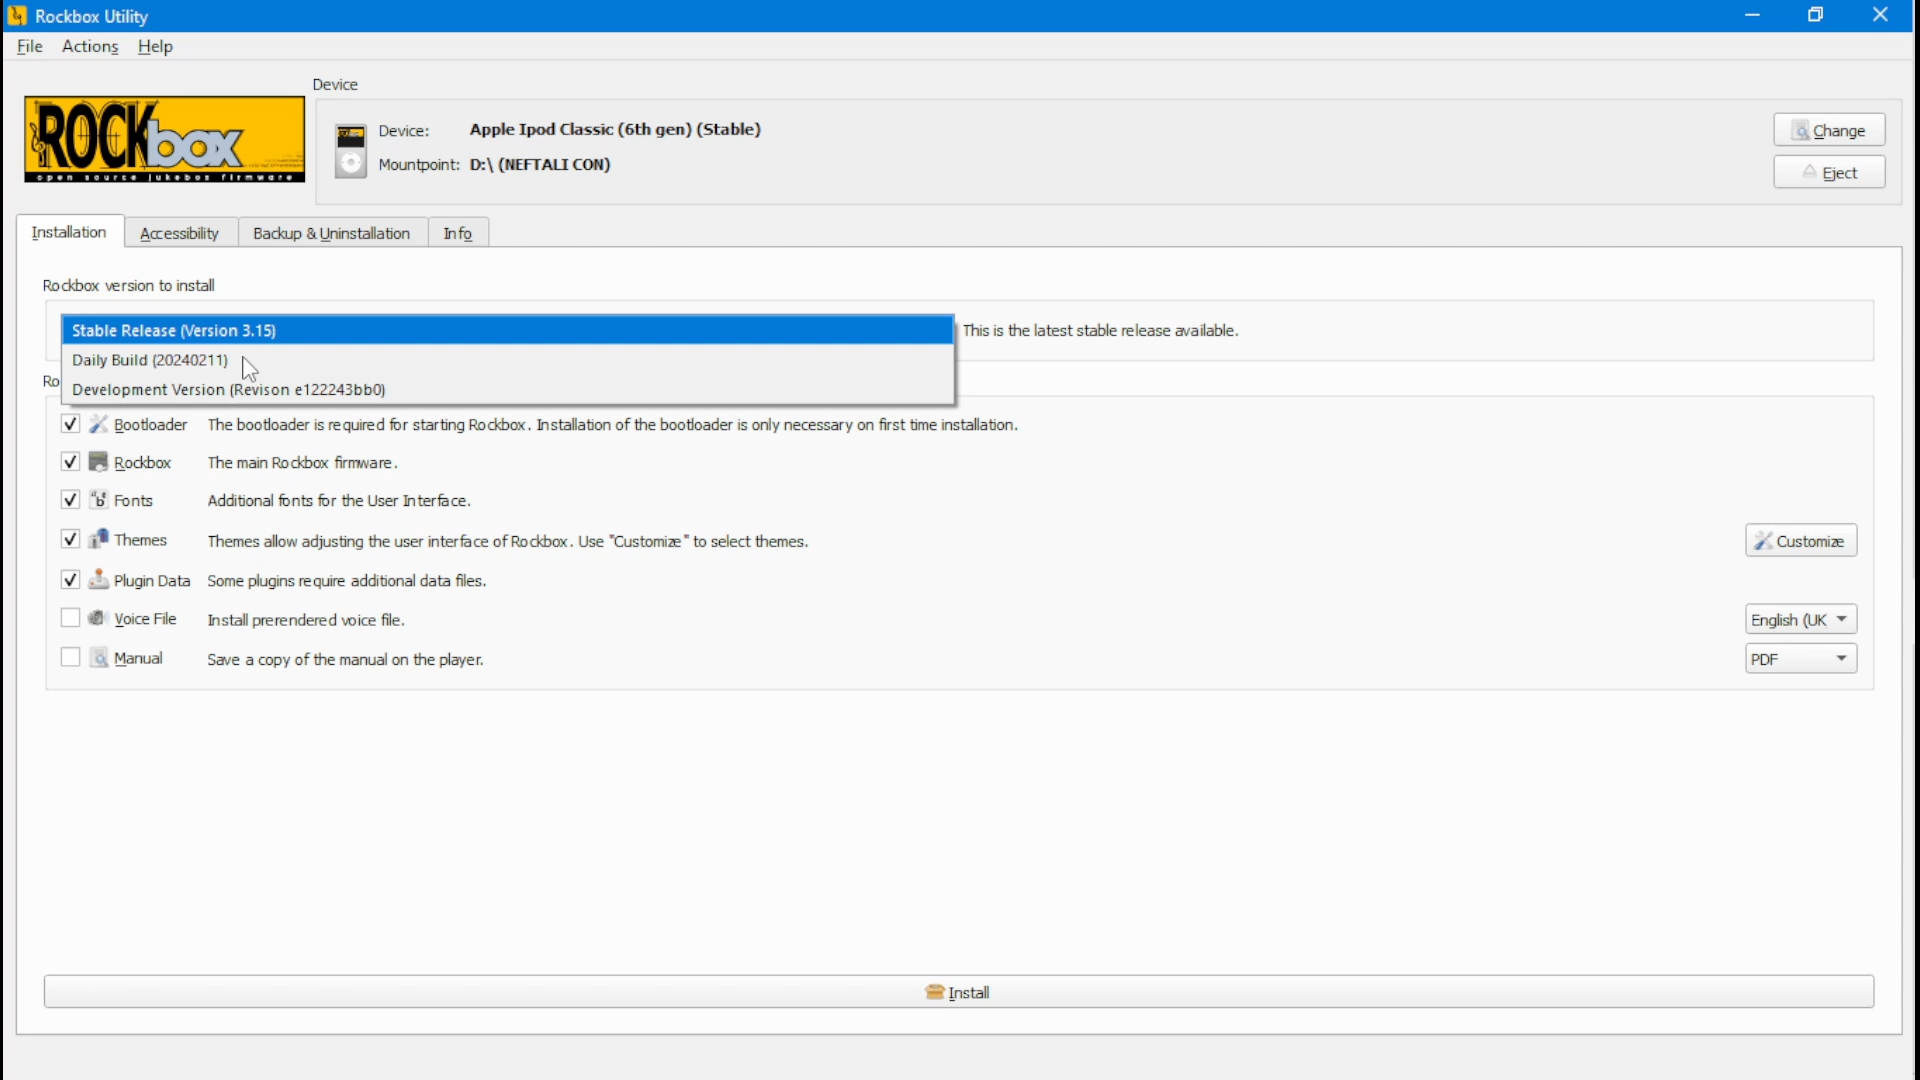 Rockbox Utility
File Actions Help
Device
ROCKbox
open source jukebox firmware
Device: Apple Ipod Classic (6th gen) (Stable)
Change
Mountpoint: D:\ (NEFTALI CON)
Eject
Installation Accessibility Backup & Uninstallation Info
Rockbox version to install
Stable Release (Version 3.15)
This is the latest stable release available.
Daily Build (20240211)
Ro
Development Version (Revison e122243bb0)
Bootloader The bootloader is required for starting Rockbox. Installation of the bootloader is only necessary on first time installation.
Rockbox The main Rockbox firmware.
Fonts Additional fonts for the User Interface.
Themes Themes allow adjusting the user interface of Rockbox. Use "Customize" to select themes.
Customize
Plugin Data Some plugins require additional data files.
Voice File Install prerendered voice file.
English (UK
Manual Save a copy of the manual on the player.
PDF
Install